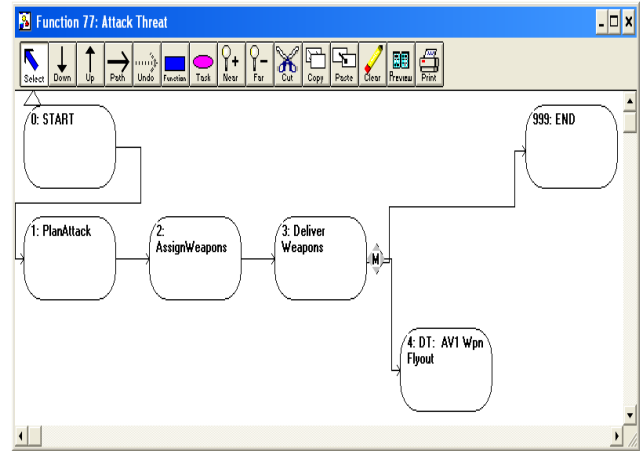 Function 77: Attack Threat
Select Down Up Path Undo Function Task Near Far Cut Copy Paste Clear Preview Print
0: START
999: END
1: PlanAttack
2:
AssignWeapons
3: Deliver
Weapons
M
4: DT: AV1 Wpn
Flyout